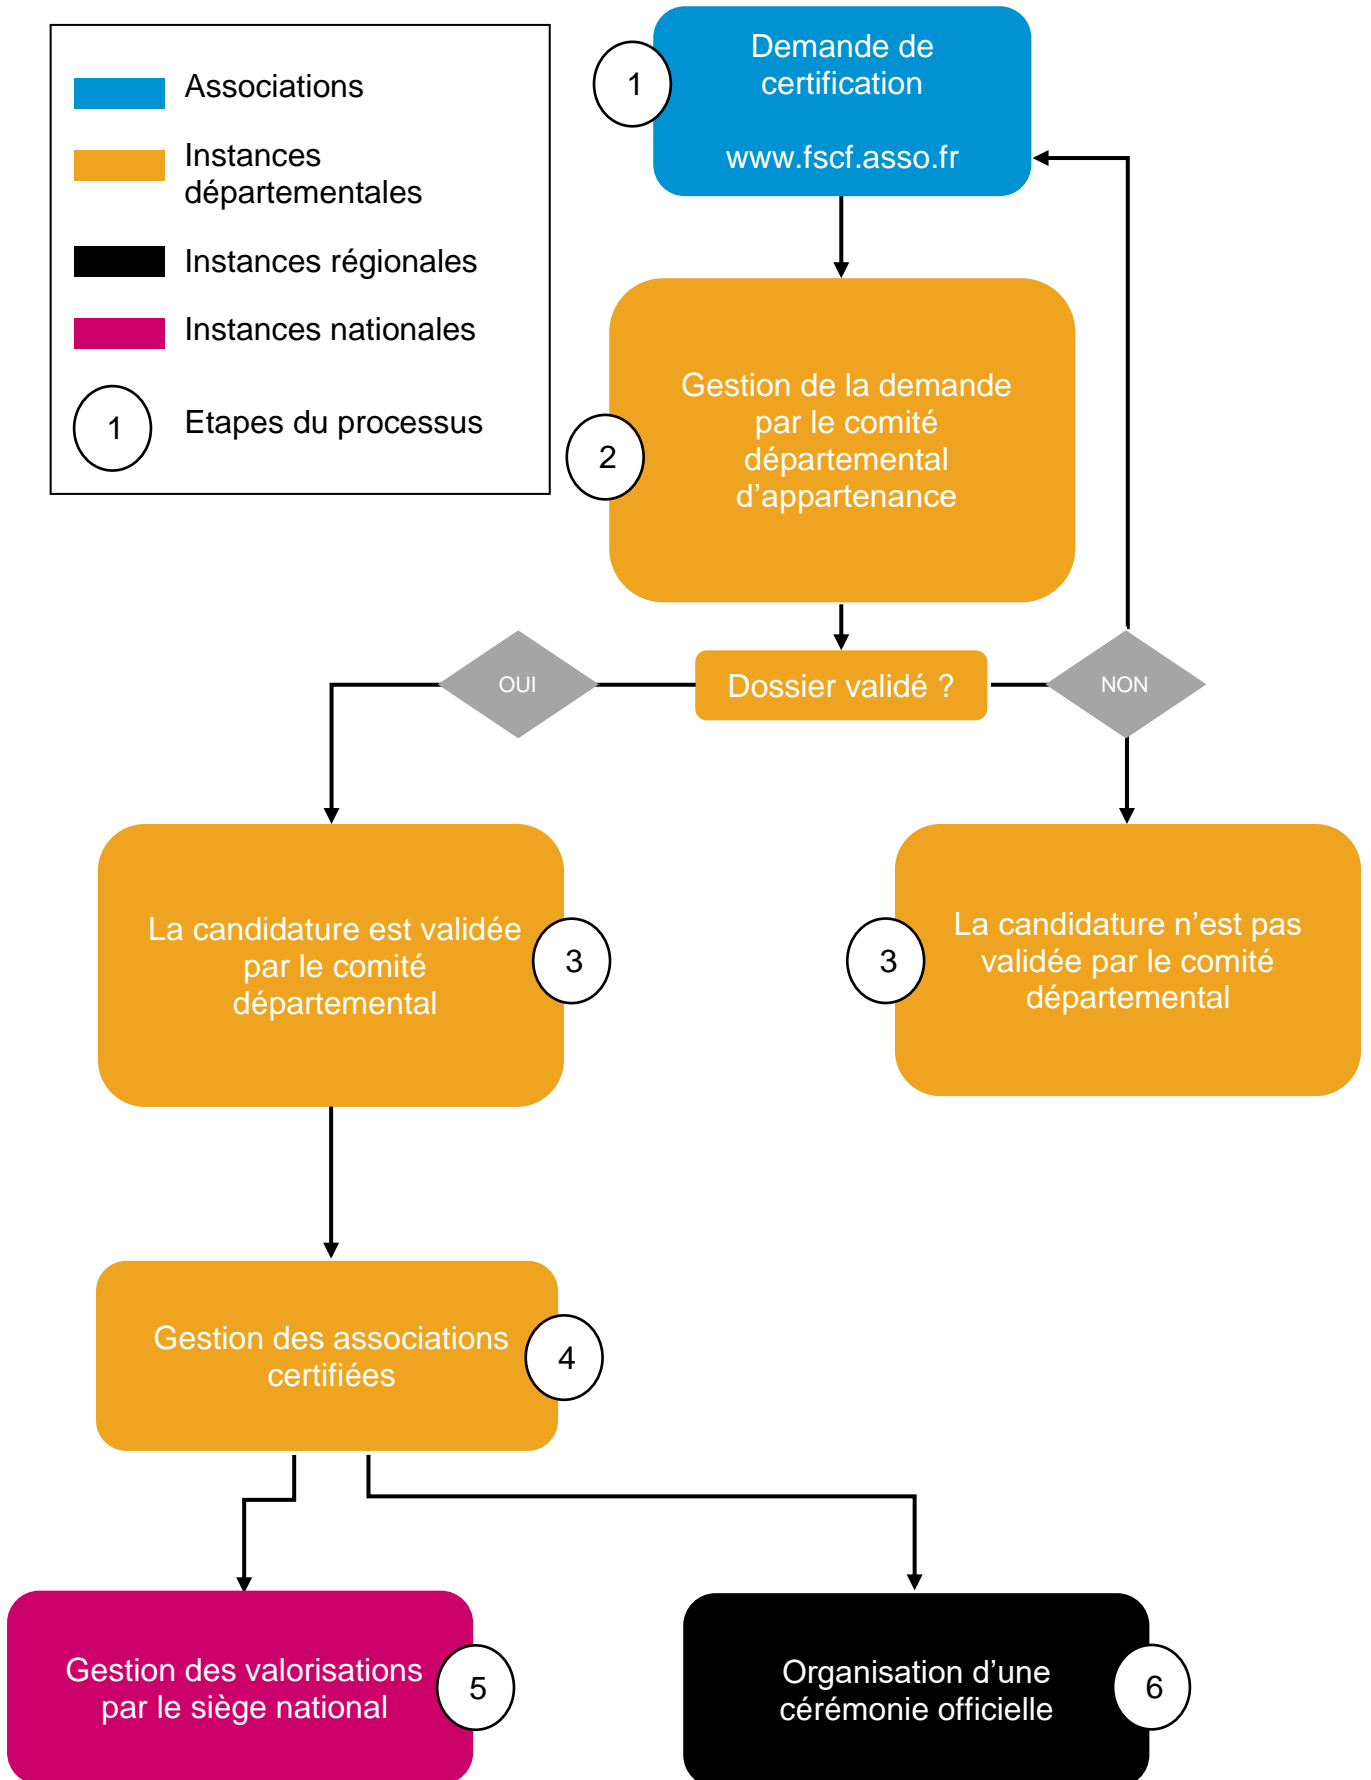 Associations
Instances
départementales
Instances régionales
Instances nationales
1
Etapes du processus
1
Demande de
certification
www.fscf.asso.fr
2
Gestion de la demande
par le comité
départemental
d’appartenance
OUI
Dossier validé ?
NON
La candidature est validée
par le comité
départemental
3
3
La candidature n’est pas
validée par le comité
départemental
Gestion des associations
certifiées
4
Gestion des valorisations
par le siège national
5
Organisation d’une
cérémonie officielle
6